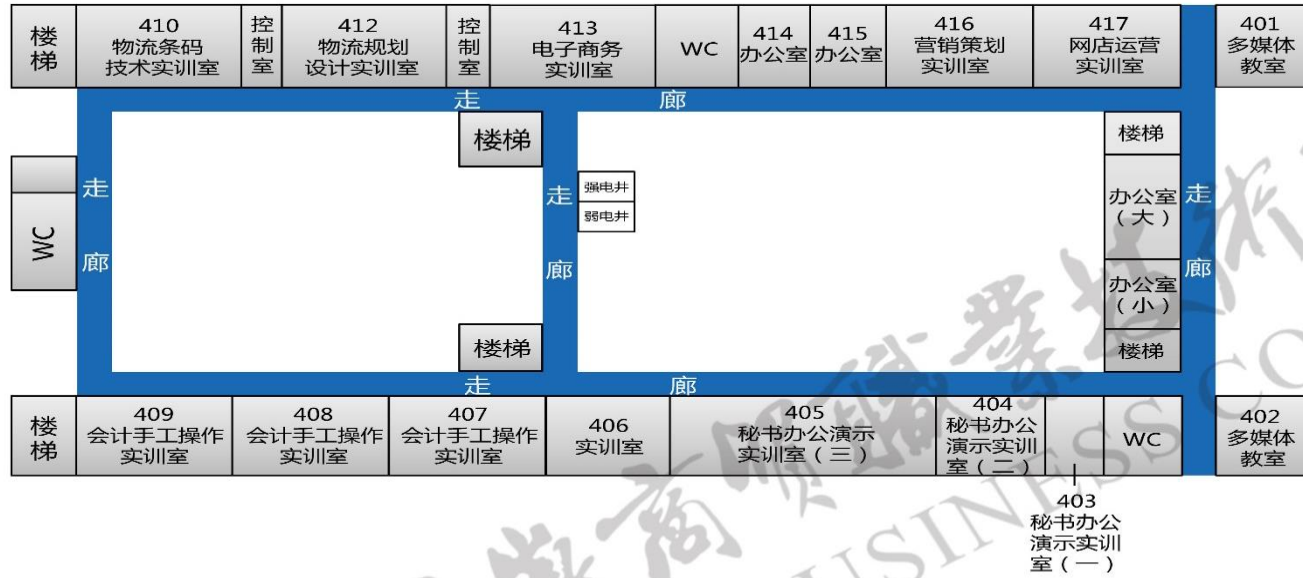 楼梯
410
物流条码
技术实训室
控制室
412
物流规划
设计实训室
控制室
413
电子商务
实训室
WC
414
办公室
415
办公室
416
营销策划
实训室
417
网店运营
实训室
401
多媒体
教室
走廊
楼梯
楼梯
WC
走廊
走廊
强电井
弱电井
办公室
(大)
走廊
办公室
(小)
楼梯
楼梯
走廊
楼梯
409
会计手工操作
实训室
408
会计手工操作
实训室
407
会计手工操作
实训室
406
实训室
405
秘书办公演示
实训室(三)
404
秘书办公
演示实训
室(二)
WC
402
多媒体
教室
403
秘书办公
演示实训
室(一)
商贸職業技術
BUSINESS CO